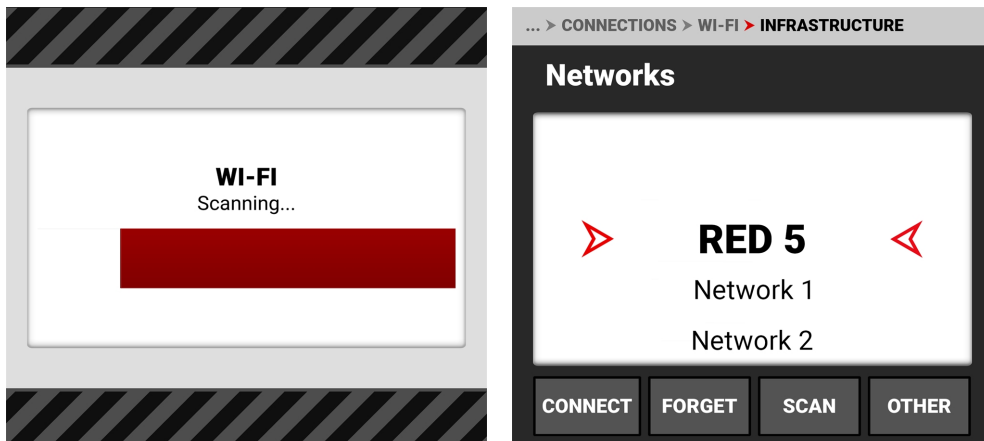 WI-FI
Scanning...
... > CONNECTIONS > WI-FI > INFRASTRUCTURE
Networks
RED 5
Network 1
Network 2
CONNECT FORGET SCAN OTHER